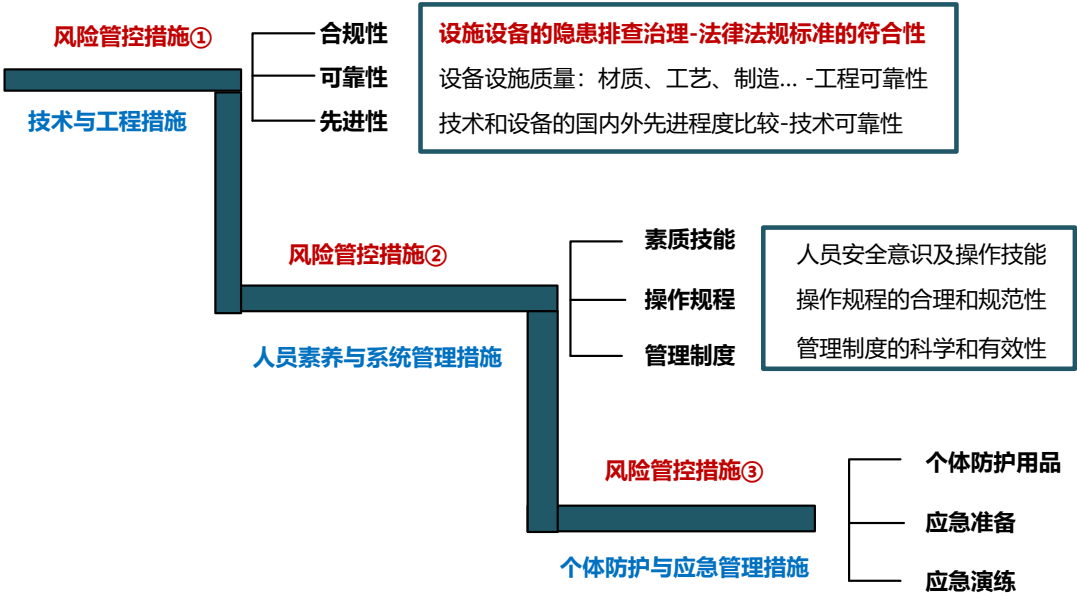 风险管控措施①
技术与工程措施
合规性
可靠性
先进性
设施设备的隐患排查治理-法律法规标准的符合性
设备设施质量：材质、工艺、制造... -工程可靠性
技术和设备的国内外先进程度比较-技术可靠性
风险管控措施②
人员素养与系统管理措施
素质技能
操作规程
管理制度
人员安全意识及操作技能
操作规程的合理和规范性
管理制度的科学和有效性
风险管控措施③
个体防护与应急管理措施
个体防护用品
应急准备
应急演练